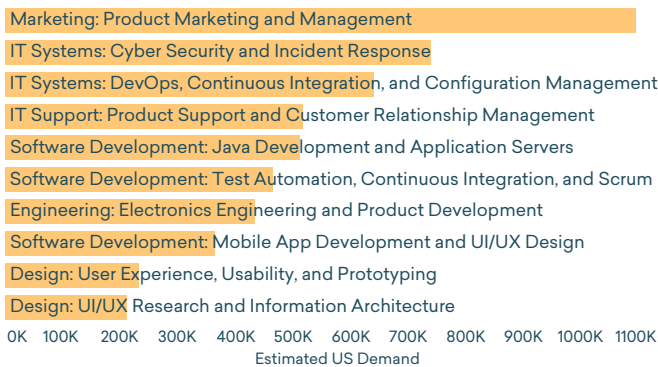 Marketing: Product Marketing and Management
IT Systems: Cyber Security and Incident Response
IT Systems: DevOps, Continuous Integration, and Configuration Management
IT Support: Product Support and Customer Relationship Management
Software Development: Java Development and Application Servers
Software Development: Test Automation, Continuous Integration, and Scrum
Engineering: Electronics Engineering and Product Development
Software Development: Mobile App Development and UI/UX Design
Design: User Experience, Usability, and Prototyping
Design: UI/UX Research and Information Architecture
0K 100K 200K 300K 400K 500K 600K 700K 800K 900K 1000K 1100K
Estimated US Demand